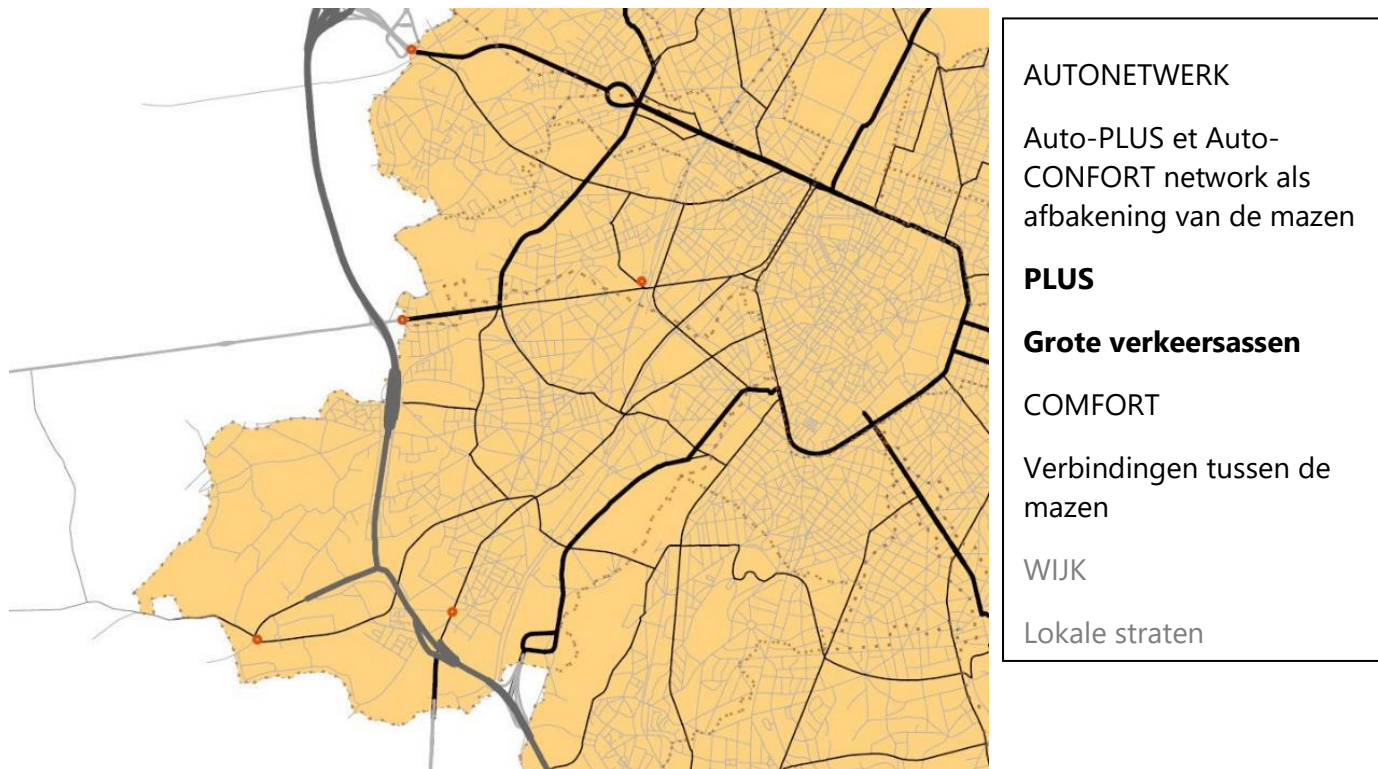 AUTONETWERK
Auto-PLUS et Auto-
CONFORT network als
afbakening van de mazen
PLUS
Grote verkeersassen
COMFORT
Verbindingen tussen de
mazen
WIJK
Lokale straten